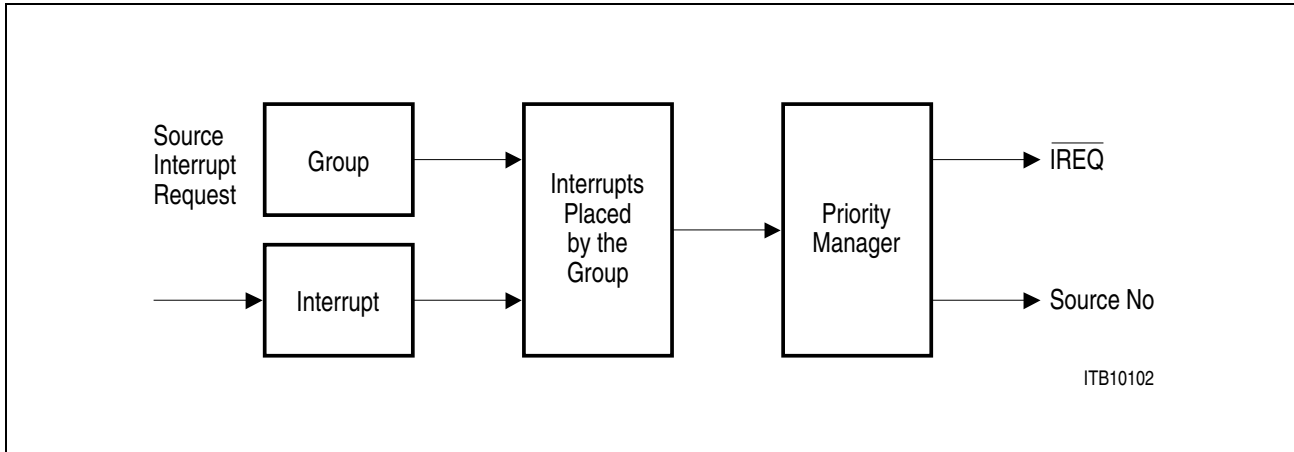 Source
Interrupt
Request
Group
Interrupt
Interrupts
Placed
by the
Group
Priority
Manager
IREQ
Source No
ITB10102